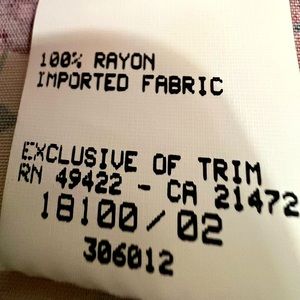 100% RAYON
IMPORTED FABRIC
EXCLUSIVE OF TRIM
RN 49422 - CA 21472
18100/02
306012